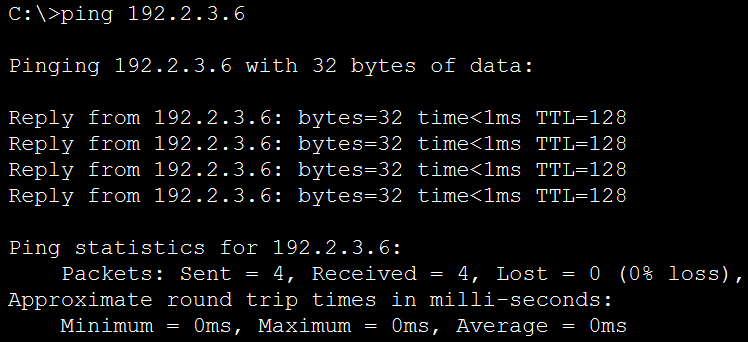 C:\>ping 192.2.3.6
Pinging 192.2.3.6 with 32 bytes of data:
Reply from 192.2.3.6: bytes=32 time<1ms TTL=128
Reply from 192.2.3.6: bytes=32 time<1ms TTL=128
Reply from 192.2.3.6: bytes=32 time<1ms TTL=128
Reply from 192.2.3.6: bytes=32 time<1ms TTL=128
Ping statistics for 192.2.3.6:
    Packets: Sent = 4, Received = 4, Lost = 0 (0% loss),
Approximate round trip times in milli-seconds:
    Minimum = 0ms, Maximum = 0ms, Average = 0ms